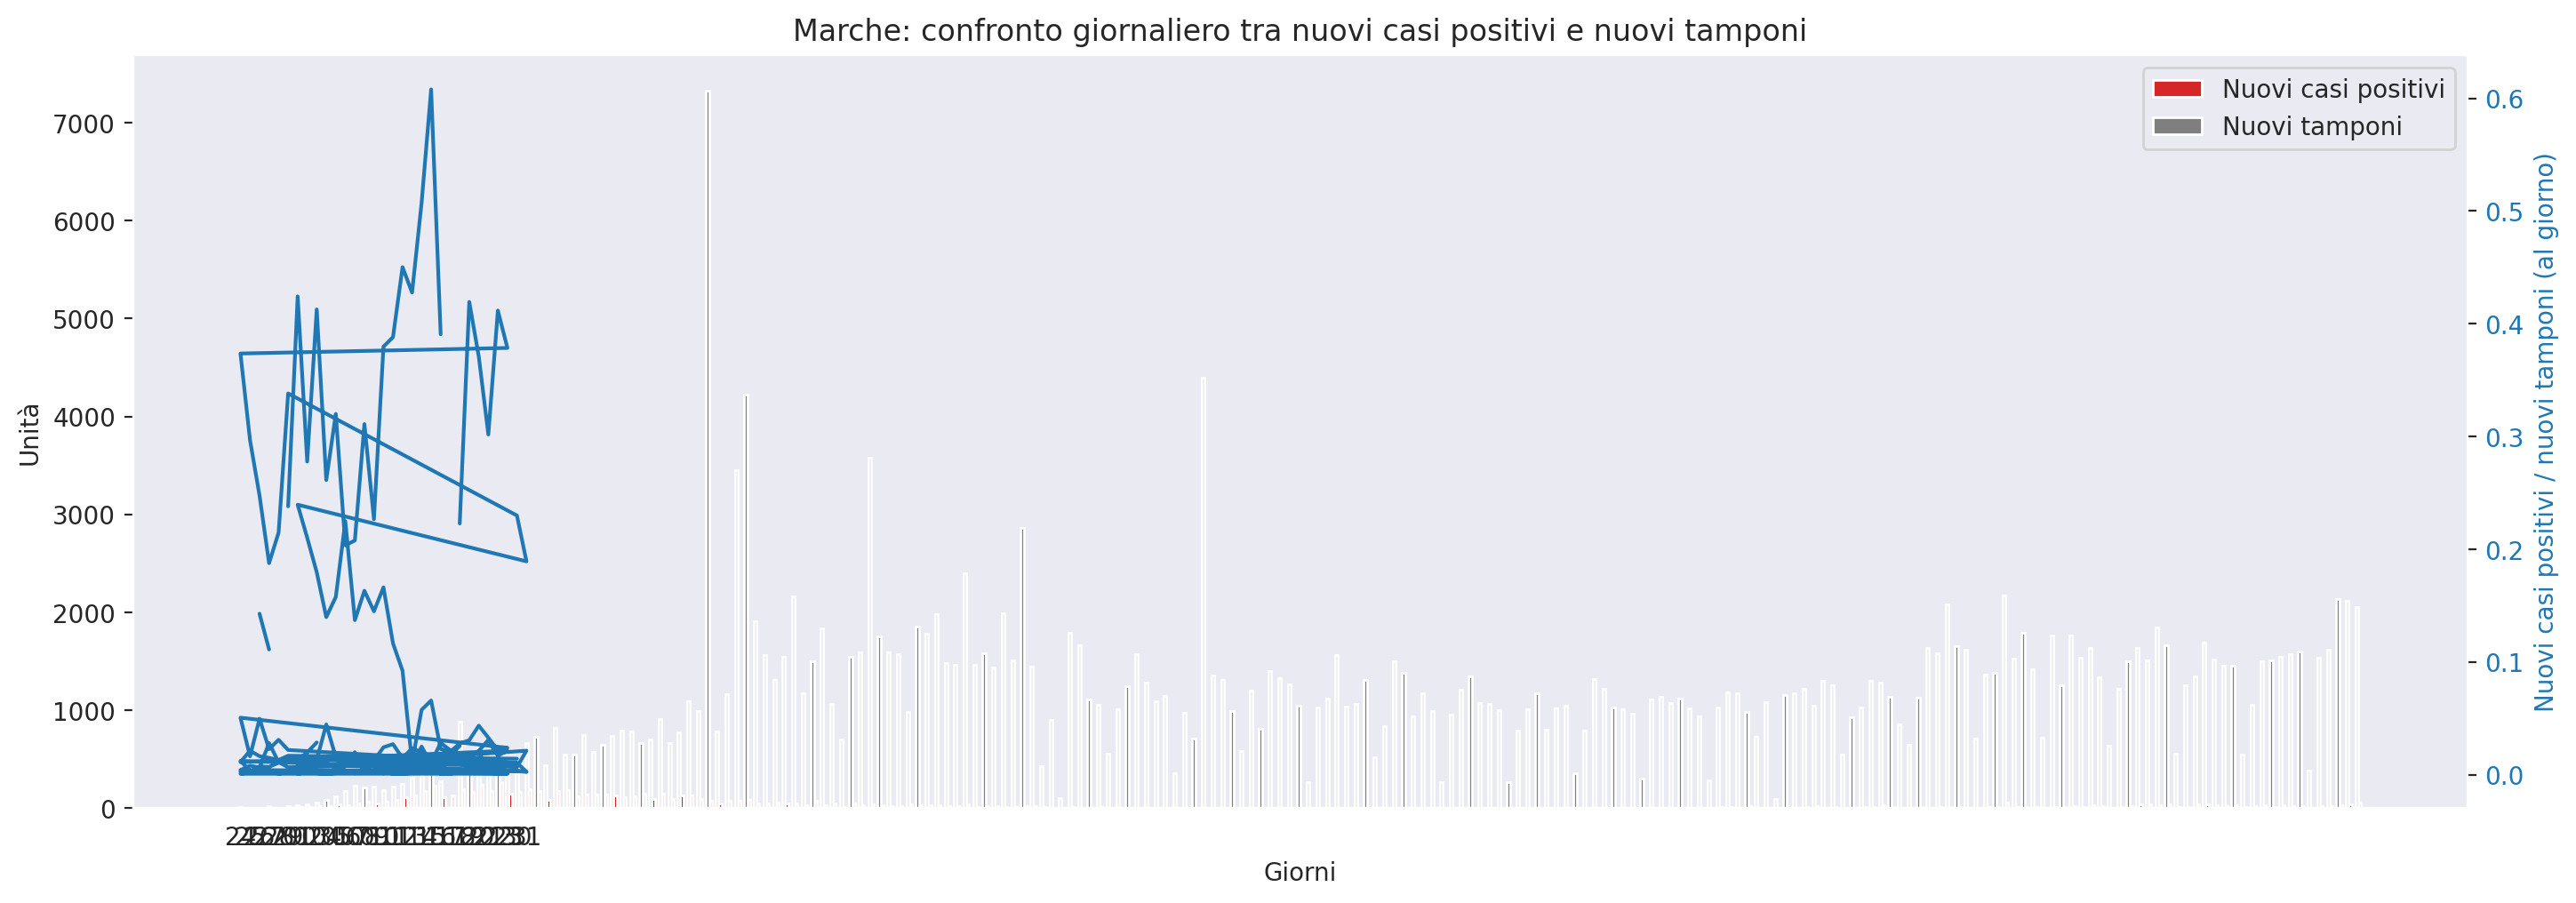 Marche: confronto giornaliero tra nuovi casi positivi e nuovi tamponi
Nuovi casi positivi
Nuovi tamponi
7000
6000
5000
4000
3000
2000
1000
0
Unità
0.6
0.5
0.4
0.3
0.2
0.1
0.0
Nuovi casi positivi / nuovi tamponi (al giorno)
Giorni